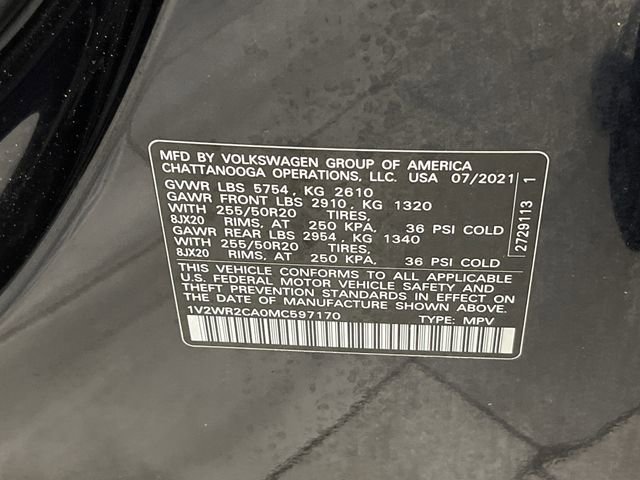 MFD BY VOLKSWAGEN GROUP OF AMERICA
CHATTANOOGA OPERATIONS, LLC. USA 07/2021
GVWR LBS 5754, KG 2610
GAWR FRONT LBS 2910, KG 1320
WITH 255/50R20 TIRES,
8JX20 RIMS, AT 250 KPA, 36 PSI COLD
GAWR REAR LBS 2954, KG 1340
WITH 255/50R20 TIRES,
8JX20 RIMS, AT 250 KPA, 36 PSI COLD
THIS VEHICLE CONFORMS TO ALL APPLICABLE
U.S. FEDERAL MOTOR VEHICLE SAFETY AND
THEFT PREVENTION STANDARDS IN EFFECT ON
THE DATE OF MANUFACTURE SHOWN ABOVE.
1V2WR2CA0MC597170 TYPE: MPV
2729113 1